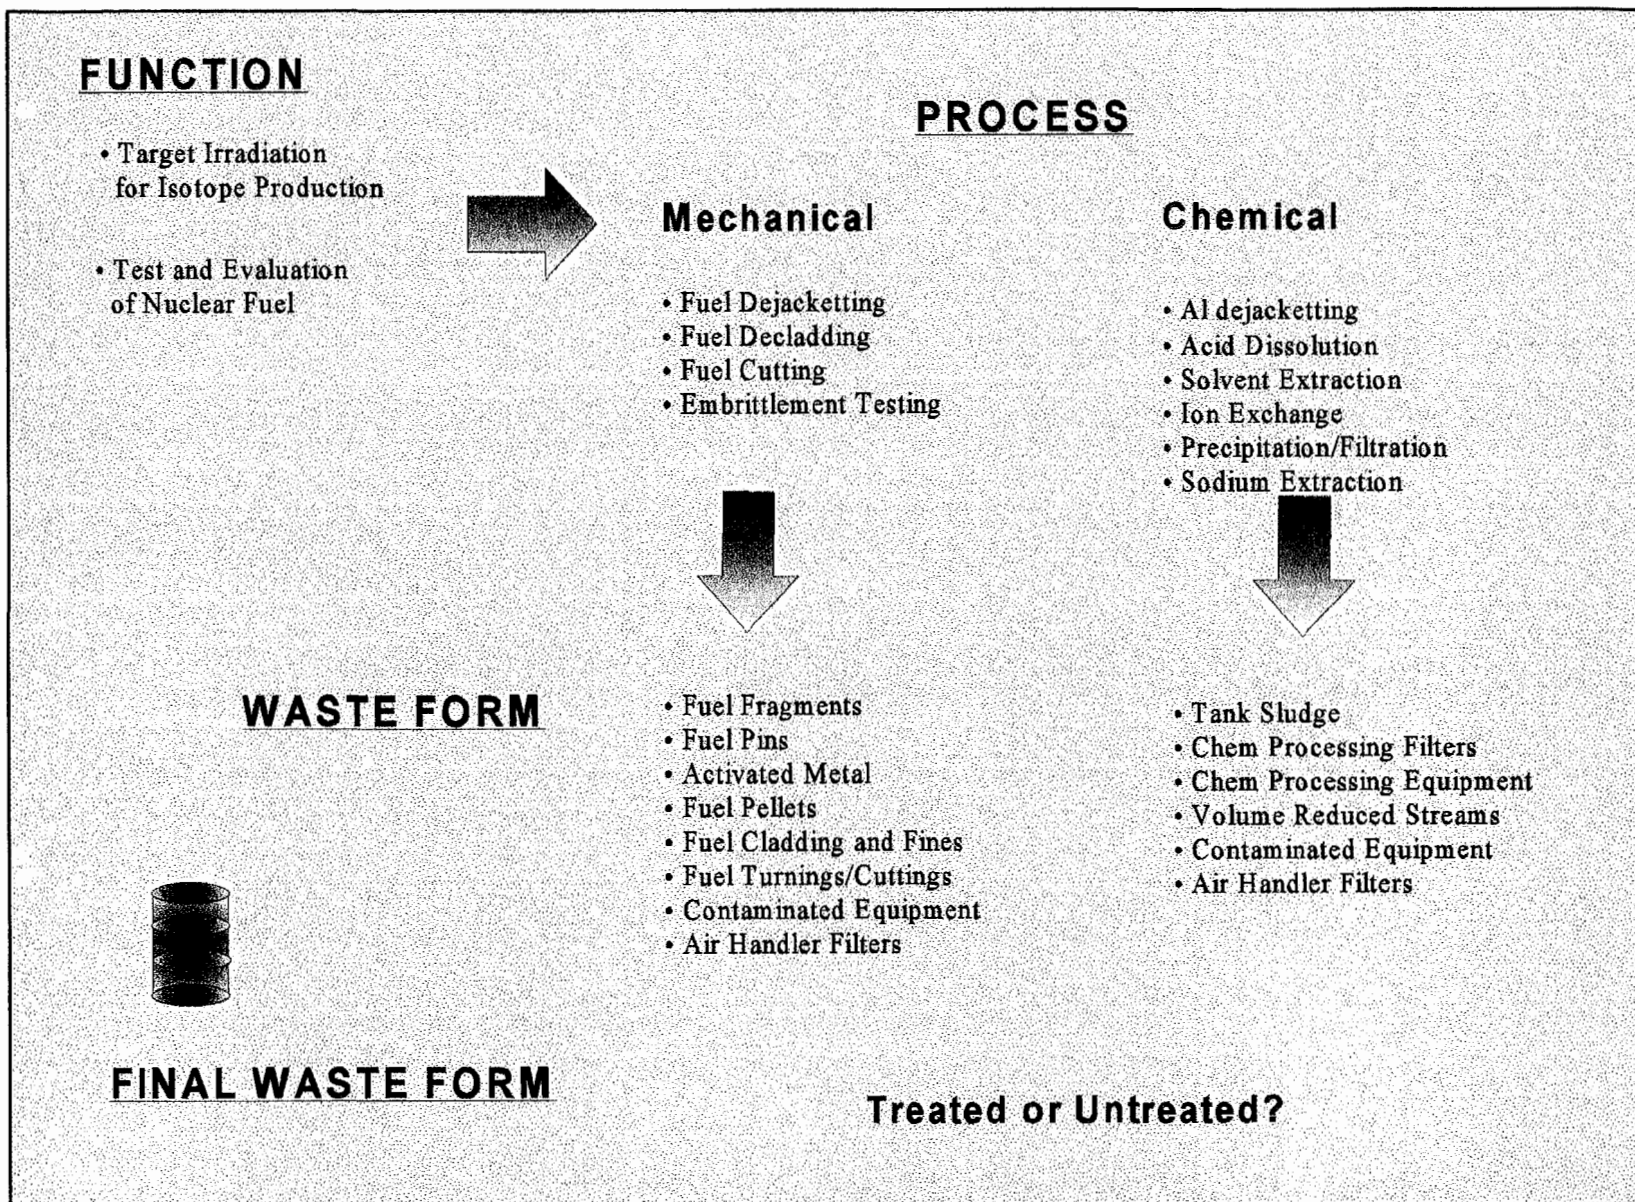 FUNCTION
• Target Irradiation
for Isotope Production
• Test and Evaluation
of Nuclear Fuel
PROCESS
Mechanical
• Fuel Dejacketting
• Fuel Decladding
• Fuel Cutting
• Embrittlement Testing
Chemical
• Al dejacketting
• Acid Dissolution
• Solvent Extraction
• Ion Exchange
• Precipitation/Filtration
• Sodium Extraction
WASTE FORM
• Fuel Fragments
• Fuel Pins
• Activated Metal
• Fuel Pellets
• Fuel Cladding and Fines
• Fuel Turnings/Cuttings
• Contaminated Equipment
• Air Handler Filters
• Tank Sludge
• Chem Processing Filters
• Chem Processing Equipment
• Volume Reduced Streams
• Contaminated Equipment
• Air Handler Filters
FINAL WASTE FORM
Treated or Untreated?